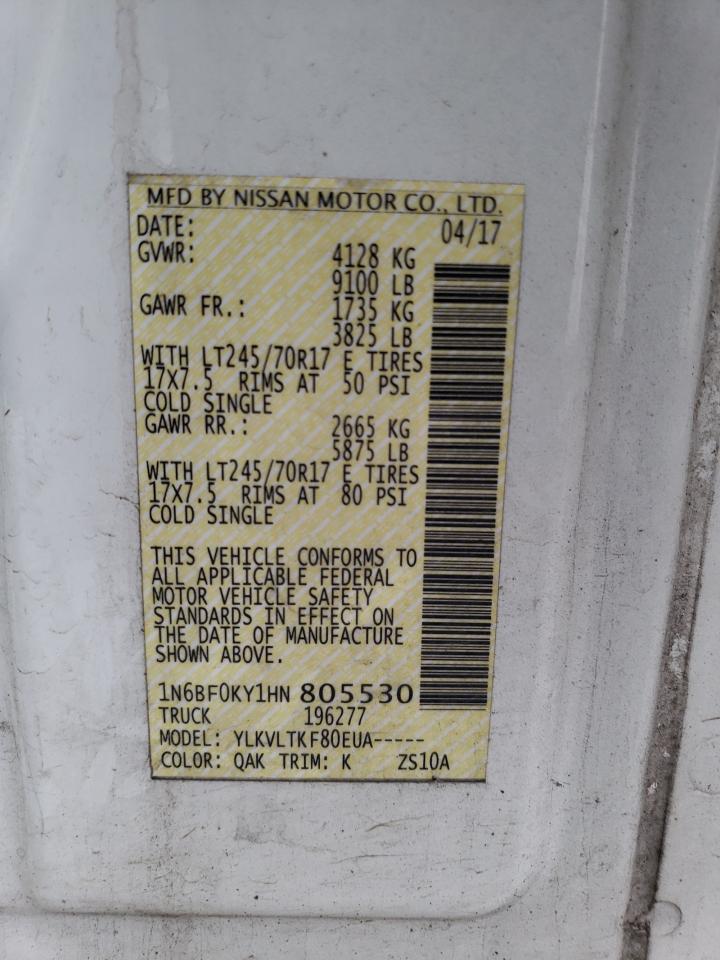 MFD BY NISSAN MOTOR CO., LTD.
DATE: 04/17
GVWR: 4128 KG
9100 LB
GAWR FR.: 1735 KG
3825 LB
WITH LT245/70R17 E TIRES
17X7.5 RIMS AT 50 PSI
COLD SINGLE
GAWR RR.: 2665 KG
5875 LB
WITH LT245/70R17 E TIRES
17X7.5 RIMS AT 80 PSI
COLD SINGLE
THIS VEHICLE CONFORMS TO
ALL APPLICABLE FEDERAL
MOTOR VEHICLE SAFETY
STANDARDS IN EFFECT ON
THE DATE OF MANUFACTURE
SHOWN ABOVE.
1N6BF0KY1HN 805530
TRUCK 196277
MODEL: YLKVLTKF80EUA-----
COLOR: QAK TRIM: K ZS10A